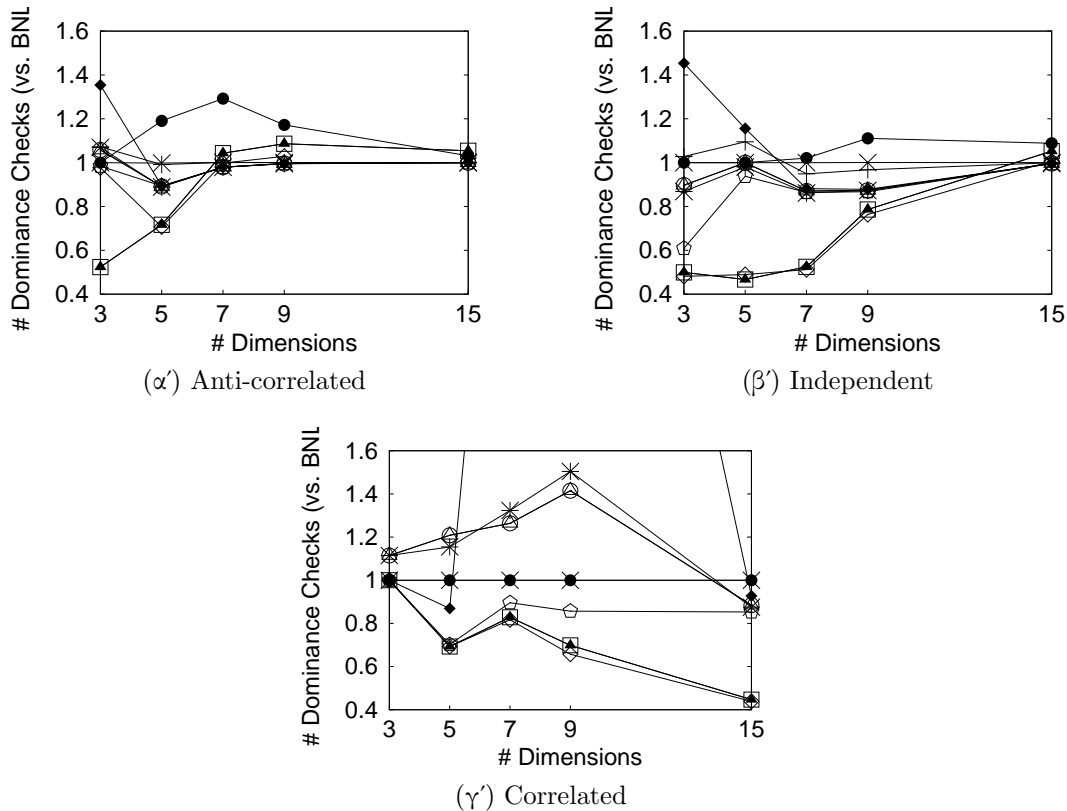 # Dominance Checks (vs. BNL
1.6
1.4
1.2
1
0.8
0.6
0.4
3 5 7 9 15
# Dimensions
(α′) Anti-correlated
# Dominance Checks (vs. BNL
1.6
1.4
1.2
1
0.8
0.6
0.4
3 5 7 9 15
# Dimensions
(β′) Independent
# Dominance Checks (vs. BNL
1.6
1.4
1.2
1
0.8
0.6
0.4
3 5 7 9 15
# Dimensions
(γ′) Correlated